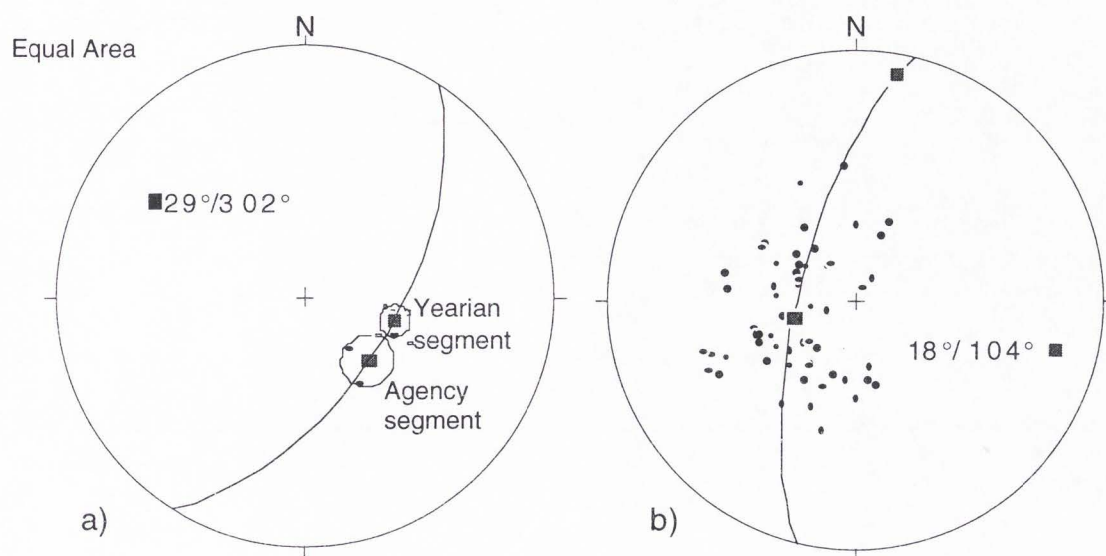 Equal Area
N
29°/3 02°
Yearian
segment
Agency
segment
a)
N
18°/ 104°
b)